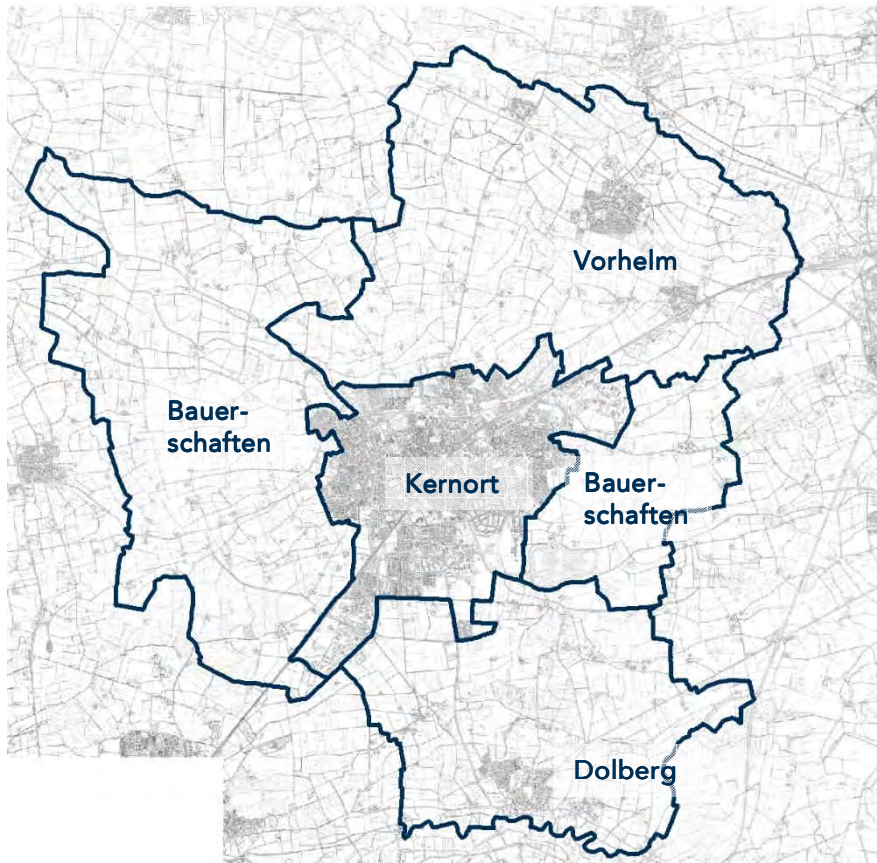 Vorhelm
Bauer-
schaften
Kernort
Bauer-
schaften
Dolberg